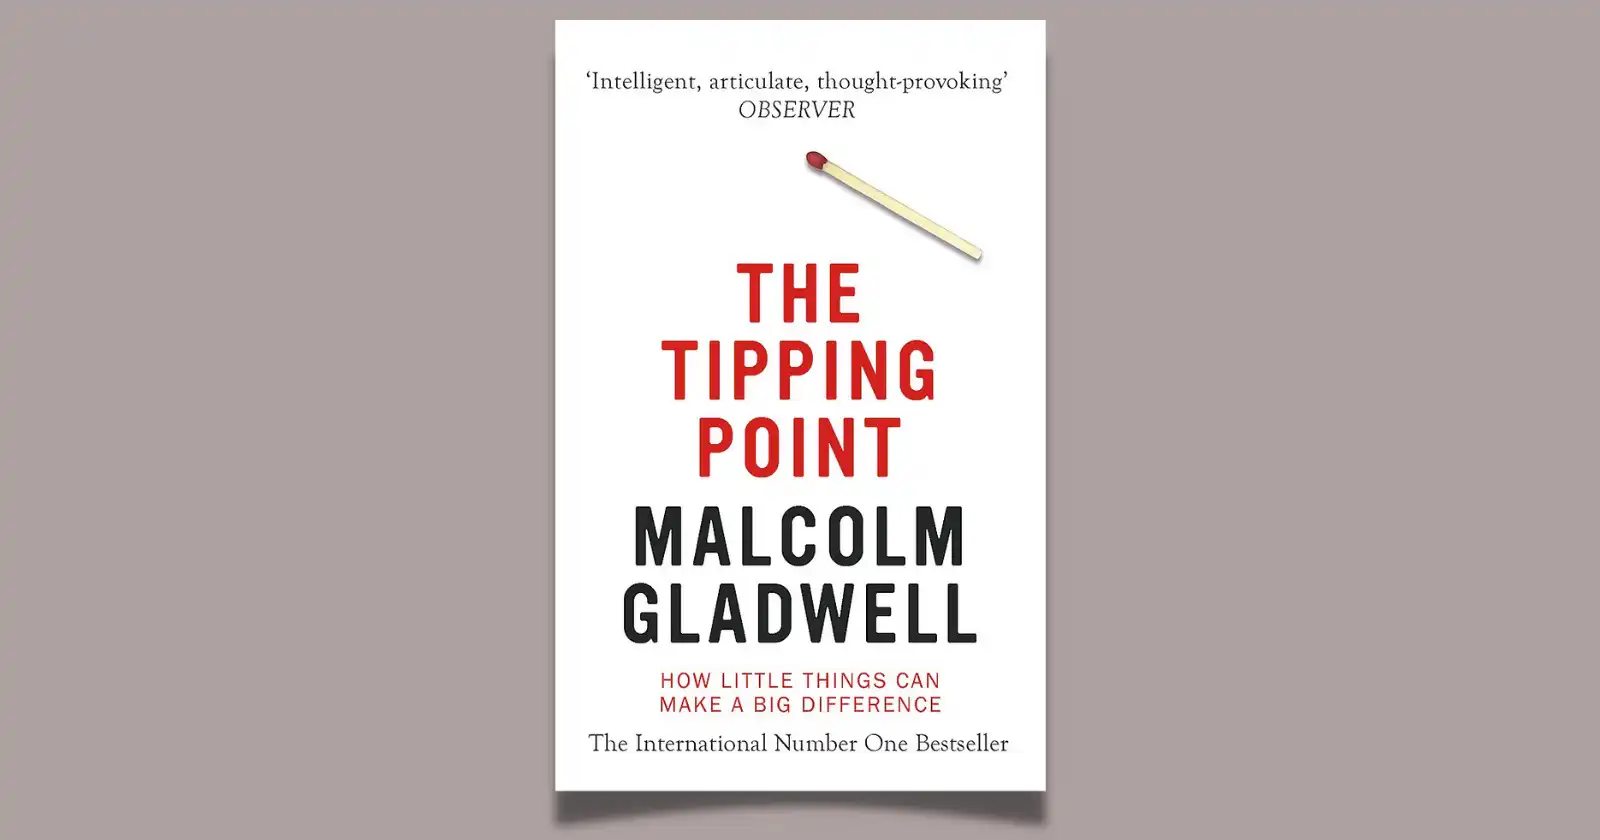 ‘Intelligent, articulate, thought-provoking’
OBSERVER
THE
TIPPING
POINT
MALCOLM
GLADWELL
HOW LITTLE THINGS CAN
MAKE A BIG DIFFERENCE
The International Number One Bestseller